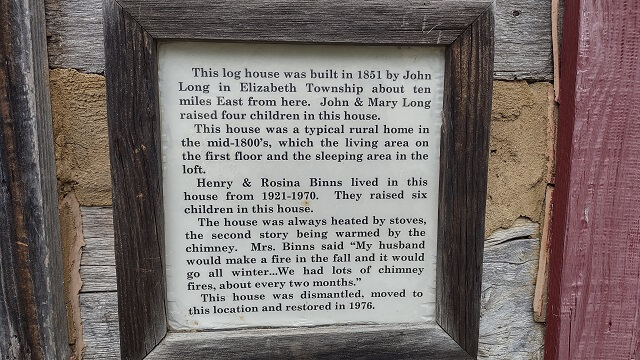 This log house was built in 1851 by John
Long in Elizabeth Township about ten
miles East from here. John & Mary Long
raised four children in this house.
This house was a typical rural home in
the mid-1800's, which the living area on
the first floor and the sleeping area in the
loft.
Henry & Rosina Binns lived in this
house from 1921-1970. They raised six
children in this house.
The house was always heated by stoves,
the second story being warmed by the
chimney. Mrs. Binns said "My husband
would make a fire in the fall and it would
go all winter...We had lots of chimney
fires, about every two months."
This house was dismantled, moved to
this location and restored in 1976.